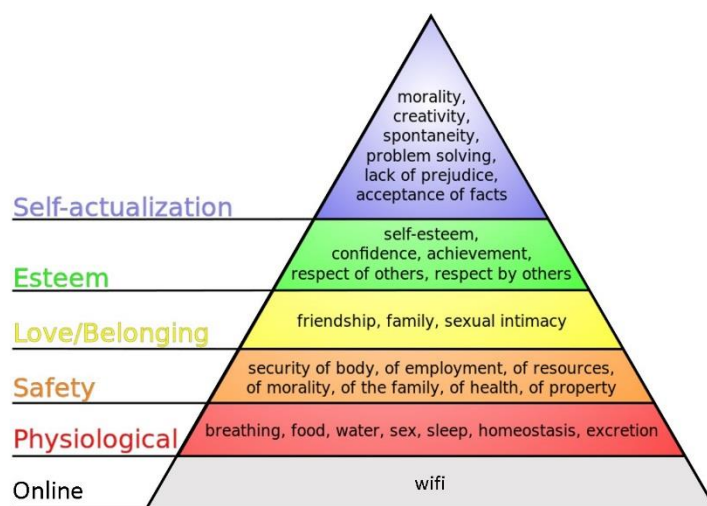 morality,
creativity,
spontaneity,
problem solving,
lack of prejudice,
acceptance of facts
Self-actualization
self-esteem,
confidence, achievement,
respect of others, respect by others
Esteem
friendship, family, sexual intimacy
Love/Belonging
security of body, of employment, of resources,
of morality, of the family, of health, of property
Safety
breathing, food, water, sex, sleep, homeostasis, excretion
Physiological
wifi
Online